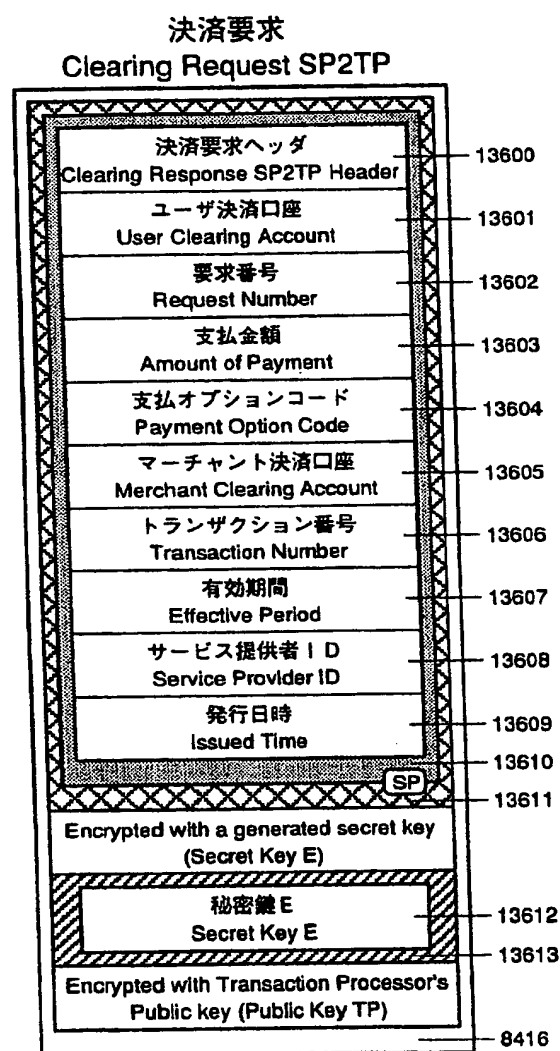 決済要求
Clearing Request SP2TP
決済要求ヘッダ
Clearing Response SP2TP Header
13600
ユーザ決済口座
User Clearing Account
13601
要求番号
Request Number
13602
支払金額
Amount of Payment
13603
支払オプションコード
Payment Option Code
13604
マーチャント決済口座
Merchant Clearing Account
13605
トランザクション番号
Transaction Number
13606
有効期間
Effective Period
13607
サービス提供者ID
Service Provider ID
13608
発行日時
Issued Time
13609
13610
SP
13611
Encrypted with a generated secret key
(Secret Key E)
秘密鍵E
Secret Key E
13612
13613
Encrypted with Transaction Processor's
Public key (Public Key TP)
8416